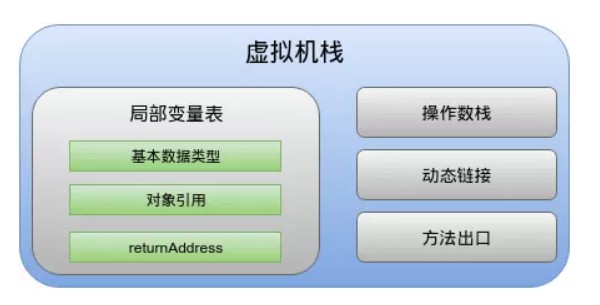 虚拟机栈
局部变量表
基本数据类型
对象引用
returnAddress
操作数栈
动态链接
方法出口